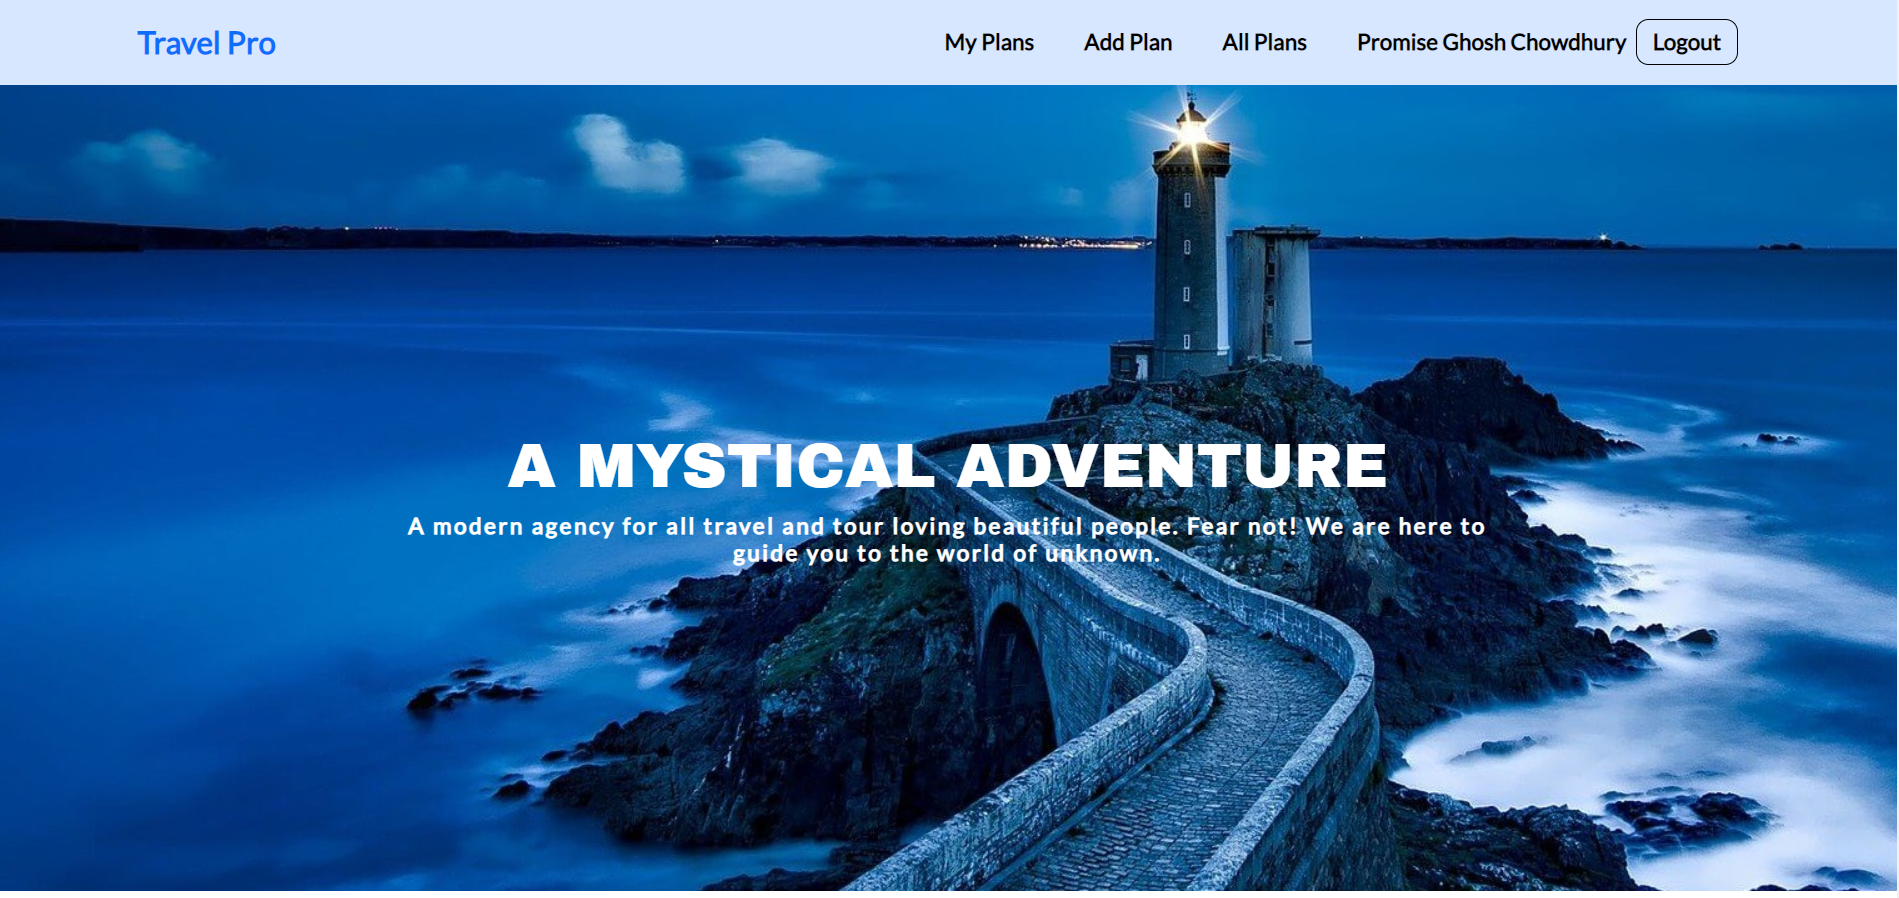 Travel Pro
My Plans
Add Plan
All Plans
Promise Ghosh Chowdhury
Logout
A MYSTICAL ADVENTURE
A modern agency for all travel and tour loving beautiful people. Fear not! We are here to
guide you to the world of unknown.